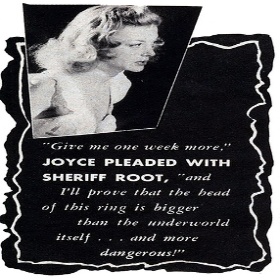 "Give me one week more,"
JOYCE PLEADED WITH
SHERIFF ROOT, "and
I'll prove that the head
of this ring is bigger
than the underworld
itself . . . and more
dangerous!"